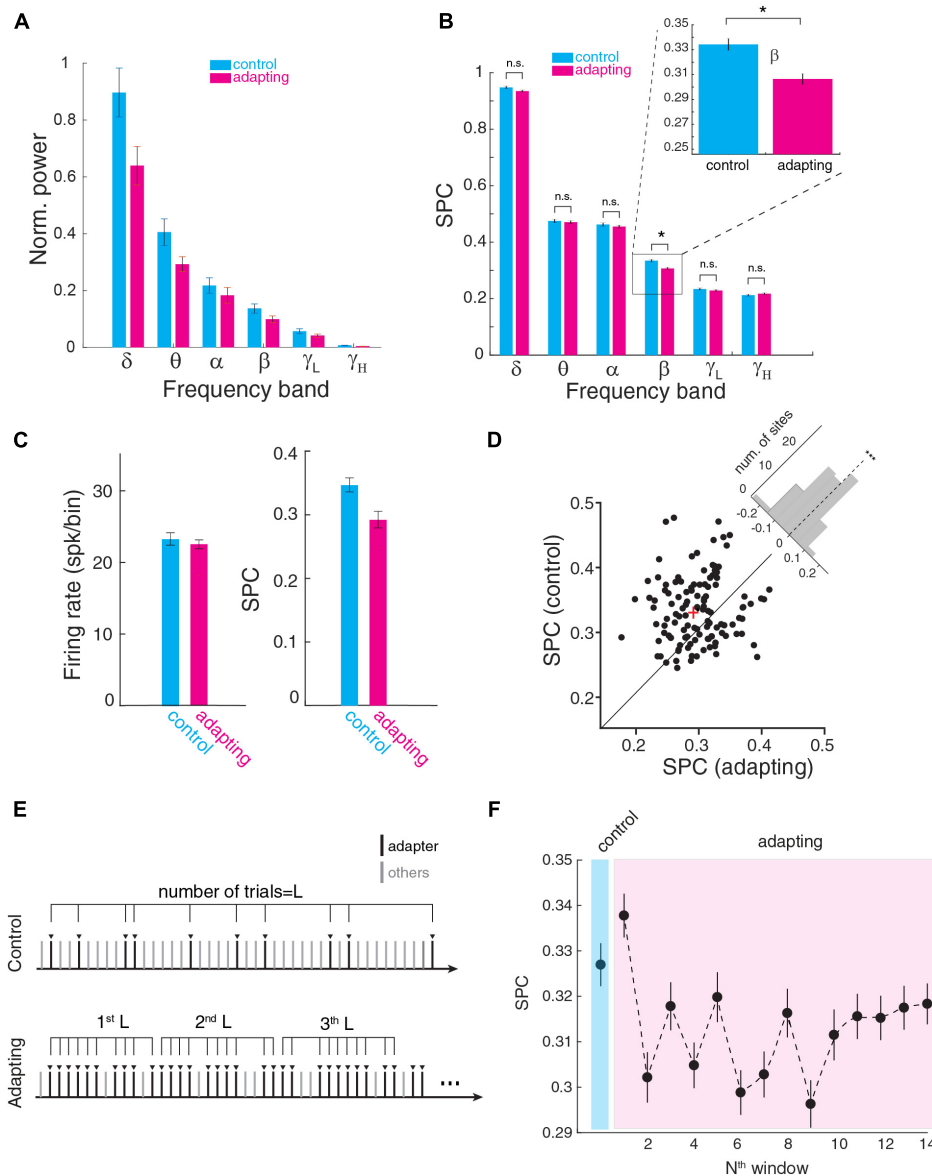 A
control
adapting
1
0.8
0.6
0.4
0.2
0
Norm. power
δ θ α β γL γH
Frequency band
B
control
adapting
1
0.8
0.6
0.4
0.2
0
SPC
n.s.
n.s.
n.s.
*
n.s.
n.s.
δ θ α β γL γH
Frequency band
*
0.35
0.33
0.31
0.29
0.27
0.25
β
control adapting
C
30
20
10
0
Firing rate (spk/bin)
control
adapting
0.4
0.3
0.2
0.1
0
SPC
control
adapting
D
num. of sites
20
10
0
***
-0.2
-0.1
0
0.1
0.2
0.5
0.4
0.3
0.2
SPC (control)
0.2 0.3 0.4 0.5
SPC (adapting)
E
adapter
others
number of trials=L
Control
1st L 2nd L 3th L
Adapting
...
F
control
adapting
0.35
0.34
0.33
0.32
0.31
0.3
0.29
SPC
2 4 6 8 10 12 14
Nth window